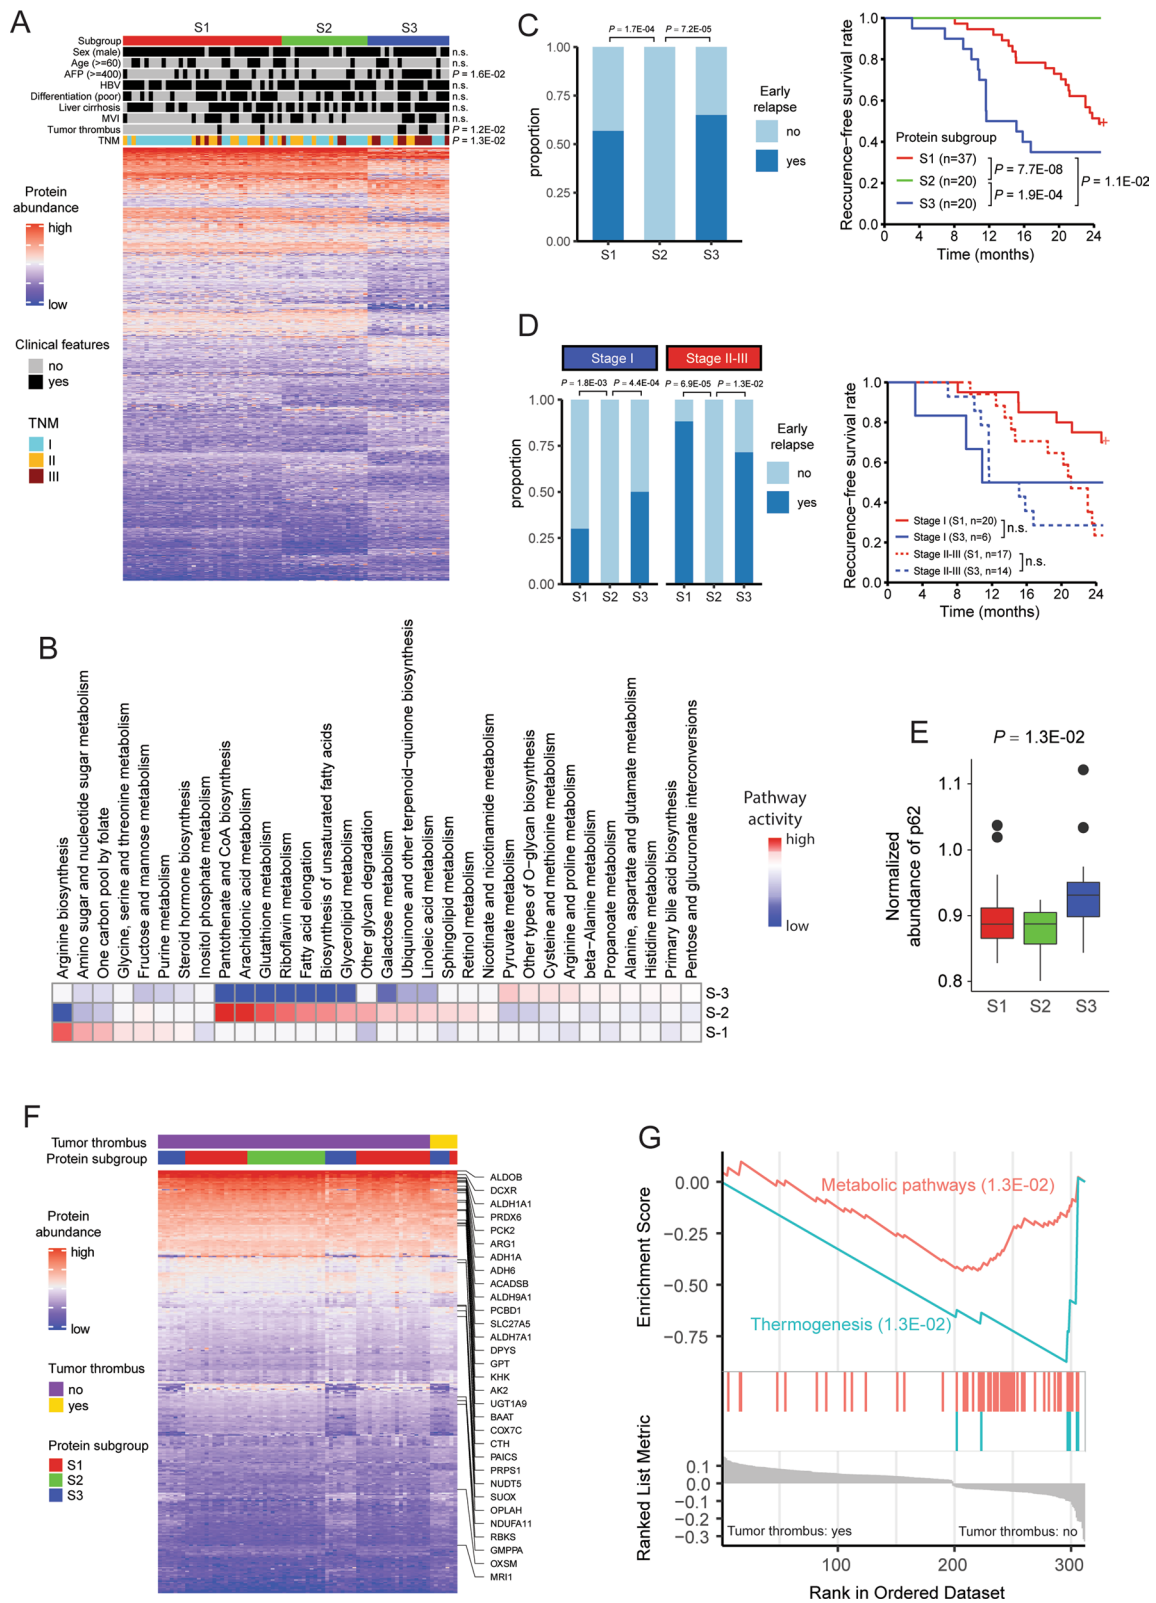 A
S1 S2 S3
Subgroup
Sex (male) n.s.
Age (>=60) n.s.
AFP (>=400) P = 1.6E-02
HBV n.s.
Differentiation (poor) n.s.
Liver cirrhosis n.s.
MVI n.s.
Tumor thrombus P = 1.2E-02
TNM P = 1.3E-02
Protein
abundance
high
low
Clinical features
no
yes
TNM
I
II
III
C
P = 1.7E-04 P = 7.2E-05
proportion
1.00
0.75
0.50
0.25
0.00
S1 S2 S3
Early
relapse
no
yes
Reccurence-free survival rate
1.0
0.8
0.6
0.4
0.2
0.0
Protein subgroup
S1 (n=37)
S2 (n=20)
S3 (n=20)
P = 7.7E-08
P = 1.9E-04
P = 1.1E-02
0 4 8 12 16 20 24
Time (months)
D
Stage I Stage II-III
P = 1.8E-03 P = 4.4E-04 P = 6.9E-05 P = 1.3E-02
proportion
1.00
0.75
0.50
0.25
0.00
S1 S2 S3 S1 S2 S3
Early
relapse
no
yes
Reccurence-free survival rate
1.0
0.8
0.6
0.4
0.2
0.0
Stage I (S1, n=20)
Stage I (S3, n=6)
n.s.
Stage II-III (S1, n=17)
Stage II-III (S3, n=14)
n.s.
0 4 8 12 16 20 24
Time (months)
B
Arginine biosynthesis
Amino sugar and nucleotide sugar metabolism
One carbon pool by folate
Glycine, serine and threonine metabolism
Fructose and mannose metabolism
Purine metabolism
Steroid hormone biosynthesis
Inositol phosphate metabolism
Pantothenate and CoA biosynthesis
Arachidonic acid metabolism
Glutathione metabolism
Riboflavin metabolism
Fatty acid elongation
Biosynthesis of unsaturated fatty acids
Glycerolipid metabolism
Other glycan degradation
Galactose metabolism
Ubiquinone and other terpenoid-quinone biosynthesis
Linoleic acid metabolism
Sphingolipid metabolism
Retinol metabolism
Nicotinate and nicotinamide metabolism
Pyruvate metabolism
Other types of O-glycan biosynthesis
Cysteine and methionine metabolism
Arginine and proline metabolism
beta-Alanine metabolism
Propanoate metabolism
Alanine, aspartate and glutamate metabolism
Histidine metabolism
Primary bile acid biosynthesis
Pentose and glucuronate interconversions
S-3
S-2
S-1
Pathway
activity
high
low
E
P = 1.3E-02
Normalized
abundance of p62
1.1
1.0
0.9
0.8
S1 S2 S3
F
Tumor thrombus
Protein subgroup
Protein
abundance
high
low
Tumor thrombus
no
yes
Protein subgroup
S1
S2
S3
ALDOB
DCXR
ALDH1A1
PRDX6
PCK2
ARG1
ADH1A
ADH6
ACADSB
ALDH9A1
PCBD1
SLC27A5
ALDH7A1
DPYS
GPT
KHK
AK2
UGT1A9
BAAT
COX7C
CTH
PAICS
PRPS1
NUDT5
SUOX
OPLAH
NDUFA11
RBKS
GMPPA
OXSM
MRI1
G
Enrichment Score
0.00
−0.25
−0.50
−0.75
Metabolic pathways (1.3E-02)
Thermogenesis (1.3E-02)
Ranked List Metric
0.1
0.0
−0.1
−0.2
−0.3
Tumor thrombus: yes Tumor thrombus: no
100 200 300
Rank in Ordered Dataset